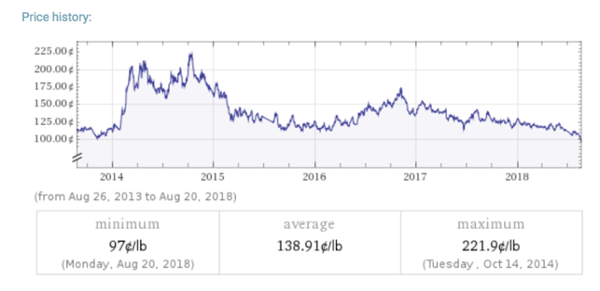 Price history:
225.00 ¢
200.00 ¢
175.00 ¢
150.00 ¢
125.00 ¢
100.00 ¢
2014 2015 2016 2017 2018
(from Aug 26, 2013 to Aug 20, 2018)
minimum average maximum
97¢/lb 138.91¢/lb 221.9¢/lb
(Monday, Aug 20, 2018) (Tuesday , Oct 14, 2014)